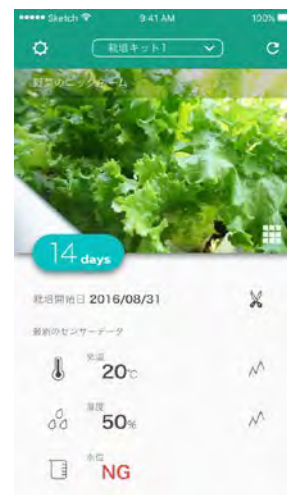 Sketch 9:41 AM 100%
栽培キット1
14 days
栽培開始日 2016/08/31
最新のセンサーデータ
気温
20℃
湿度
50%
水位
NG